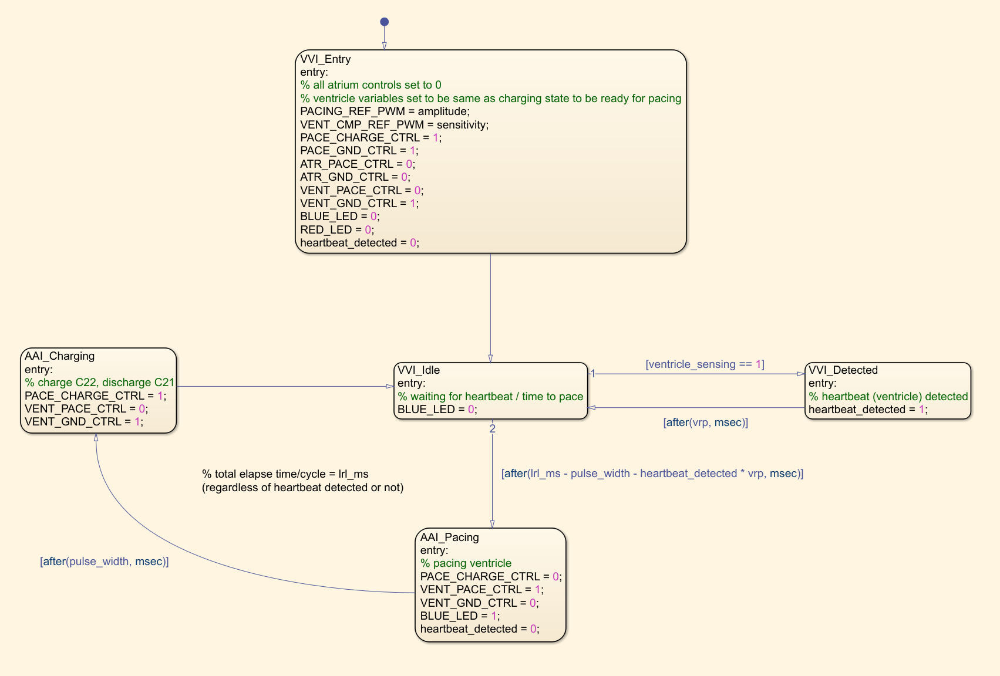 VVI_Entry
entry:
% all atrium controls set to 0
% ventricle variables set to be same as charging state to be ready for pacing
PACING_REF_PWM = amplitude;
VENT_CMP_REF_PWM = sensitivity;
PACE_CHARGE_CTRL = 1;
PACE_GND_CTRL = 1;
ATR_PACE_CTRL = 0;
ATR_GND_CTRL = 0;
VENT_PACE_CTRL = 0;
VENT_GND_CTRL = 1;
BLUE_LED = 0;
RED_LED = 0;
heartbeat_detected = 0;
AAI_Charging
entry:
% charge C22, discharge C21
PACE_CHARGE_CTRL = 1;
VENT_PACE_CTRL = 0;
VENT_GND_CTRL = 1;
VVI_Idle
entry:
% waiting for heartbeat / time to pace
BLUE_LED = 0;
1
[ventricle_sensing == 1]
VVI_Detected
entry:
% heartbeat (ventricle) detected
heartbeat_detected = 1;
[after(vrp, msec)]
2
[after(lrl_ms - pulse_width - heartbeat_detected * vrp, msec)]
% total elapse time/cycle = lrl_ms
(regardless of heartbeat detected or not)
[after(pulse_width, msec)]
AAI_Pacing
entry:
% pacing ventricle
PACE_CHARGE_CTRL = 0;
VENT_PACE_CTRL = 1;
VENT_GND_CTRL = 0;
BLUE_LED = 1;
heartbeat_detected = 0;